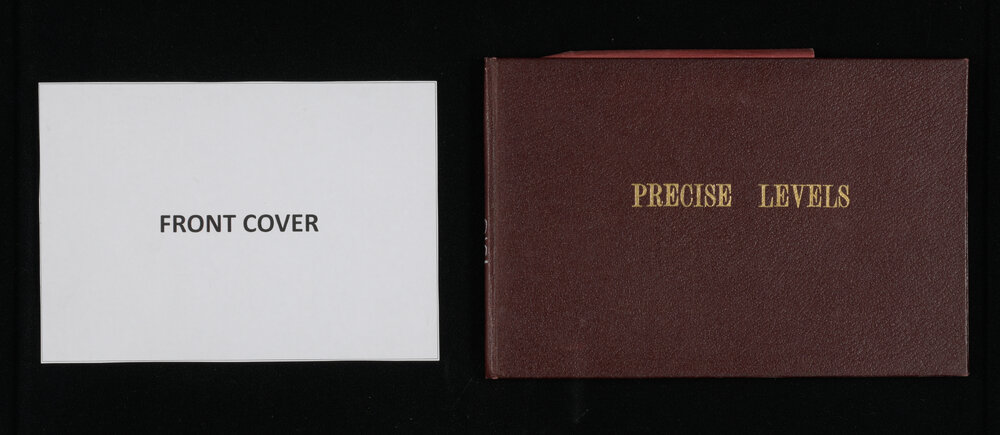 FRONT COVER
PRECISE LEVELS